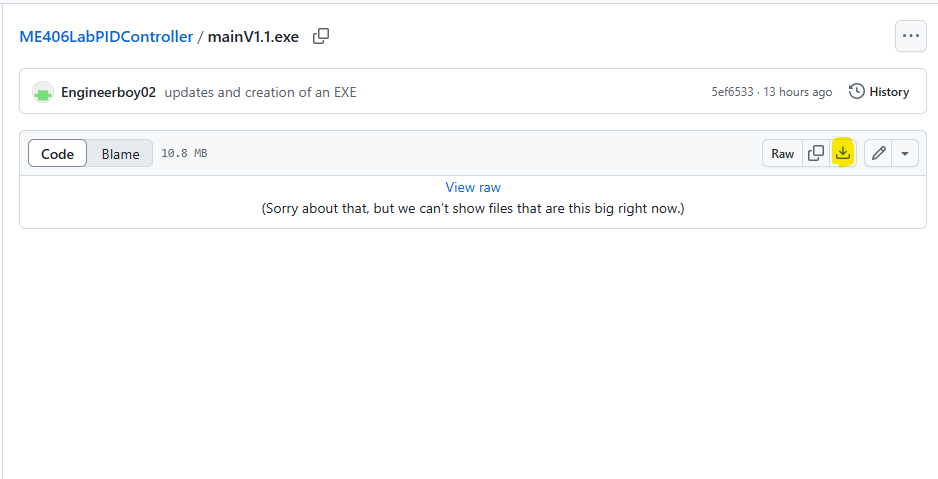 ME406LabPIDController / mainV1.1.exe
Engineerboy02 updates and creation of an EXE 5ef6533 · 13 hours ago History
Code Blame 10.8 MB Raw
View raw
(Sorry about that, but we can’t show files that are this big right now.)